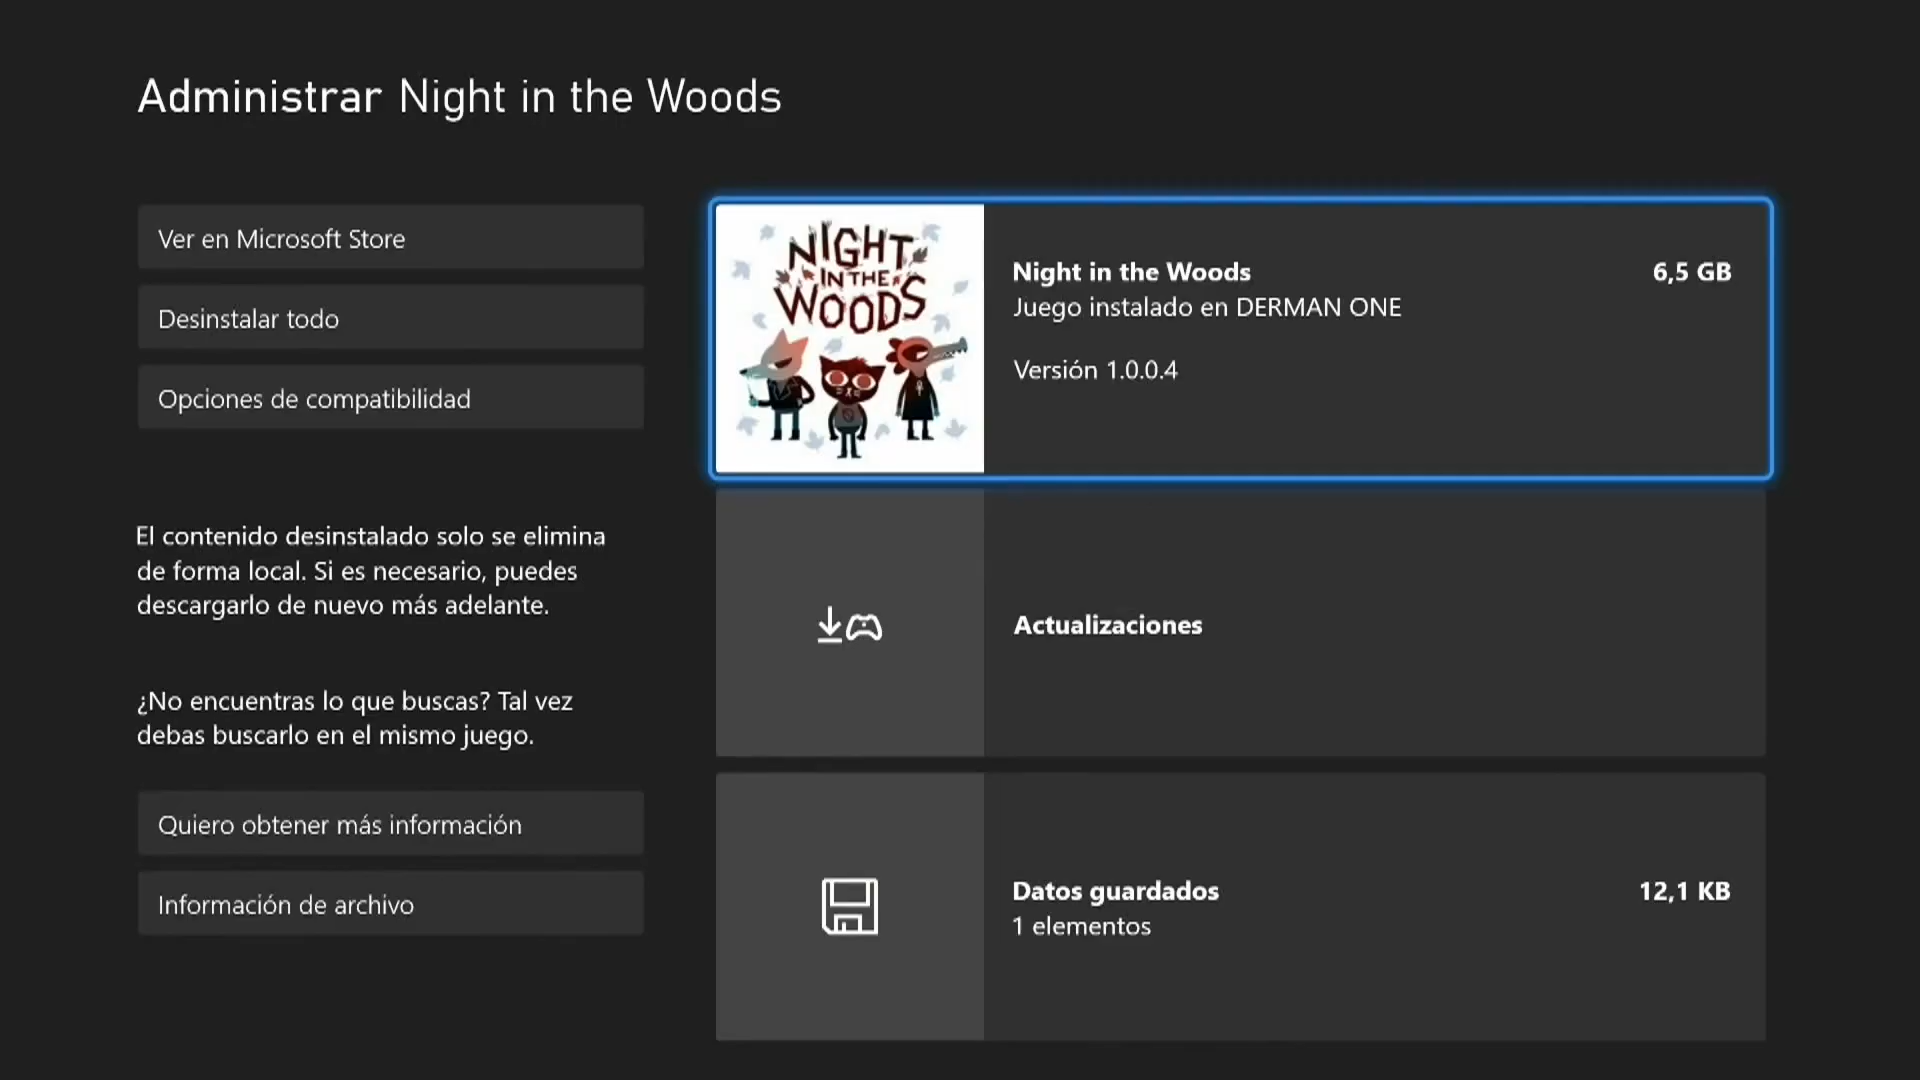 Administrar Night in the Woods
Ver en Microsoft Store
Desinstalar todo
Opciones de compatibilidad
El contenido desinstalado solo se elimina
de forma local. Si es necesario, puedes
descargarlo de nuevo más adelante.
¿No encuentras lo que buscas? Tal vez
debas buscarlo en el mismo juego.
Quiero obtener más información
Información de archivo
NIGHT
IN THE
WOODS
Night in the Woods
6,5 GB
Juego instalado en DERMAN ONE
Versión 1.0.0.4
Actualizaciones
Datos guardados
12,1 KB
1 elementos